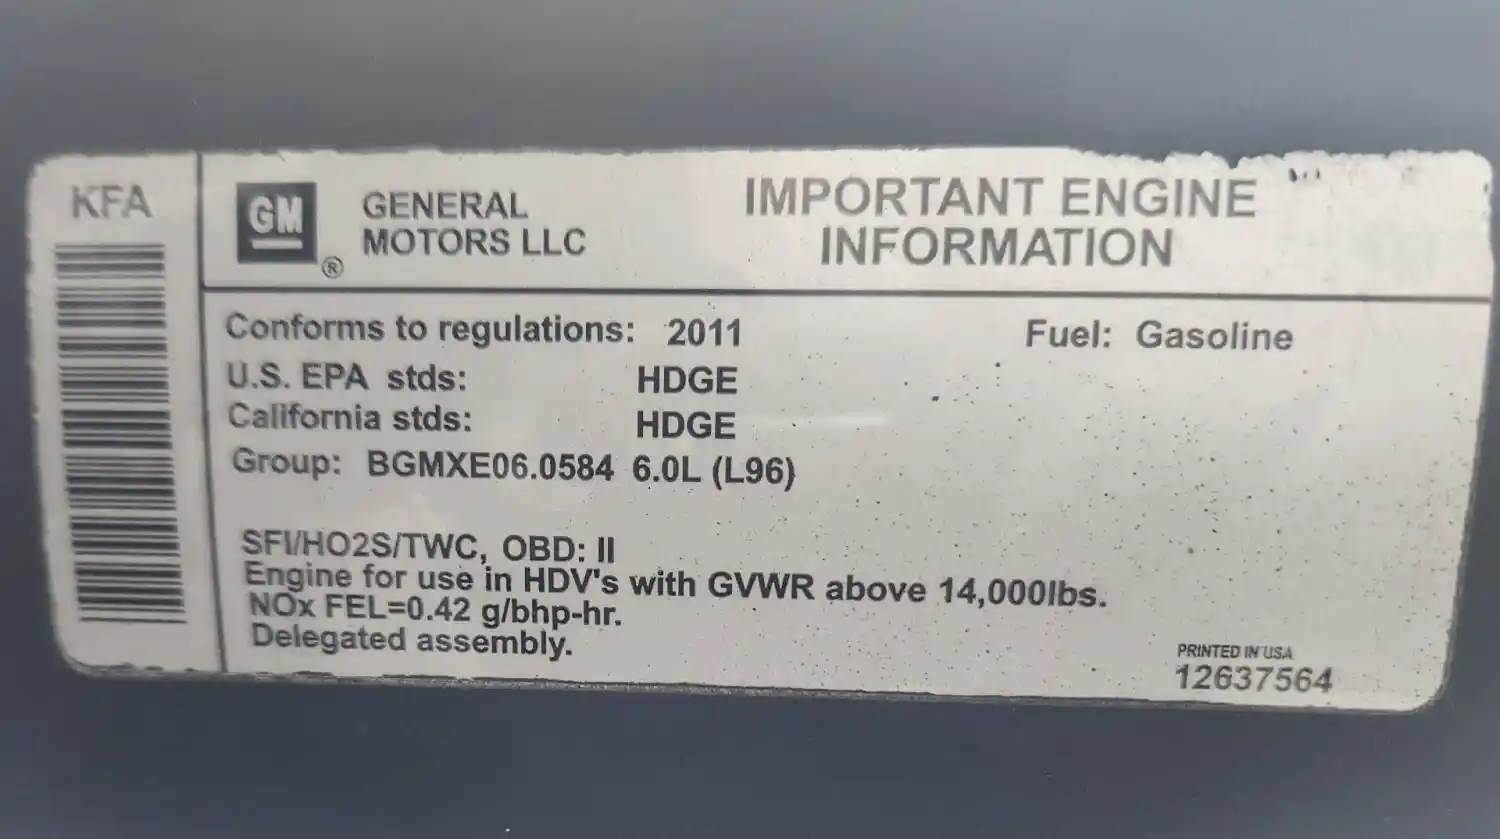 KFA
GM
®
GENERAL
MOTORS LLC
IMPORTANT ENGINE
INFORMATION
Conforms to regulations: 2011
Fuel: Gasoline
U.S. EPA stds: HDGE
California stds: HDGE
Group: BGMXE06.0584 6.0L (L96)
SFI/HO2S/TWC, OBD: II
Engine for use in HDV's with GVWR above 14,000lbs.
NOx FEL=0.42 g/bhp-hr.
Delegated assembly.
PRINTED IN USA
12637564